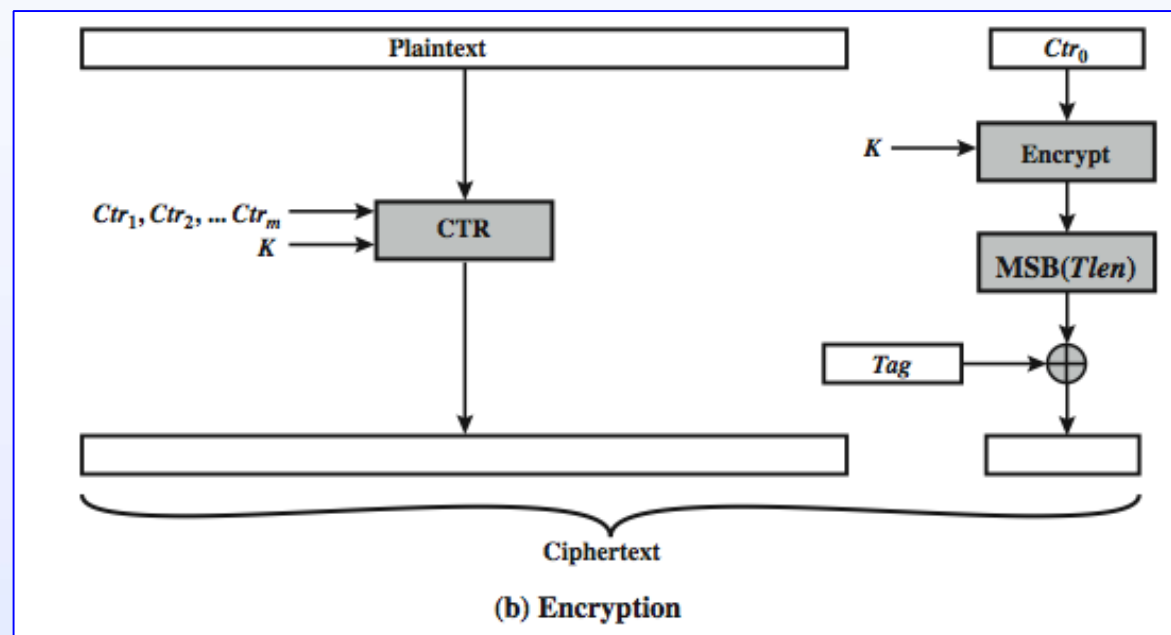 Plaintext
Ctr₀
K
Encrypt
Ctr₁, Ctr₂, ... Ctrₘ
K
CTR
MSB(Tlen)
Tag
Ciphertext
(b) Encryption